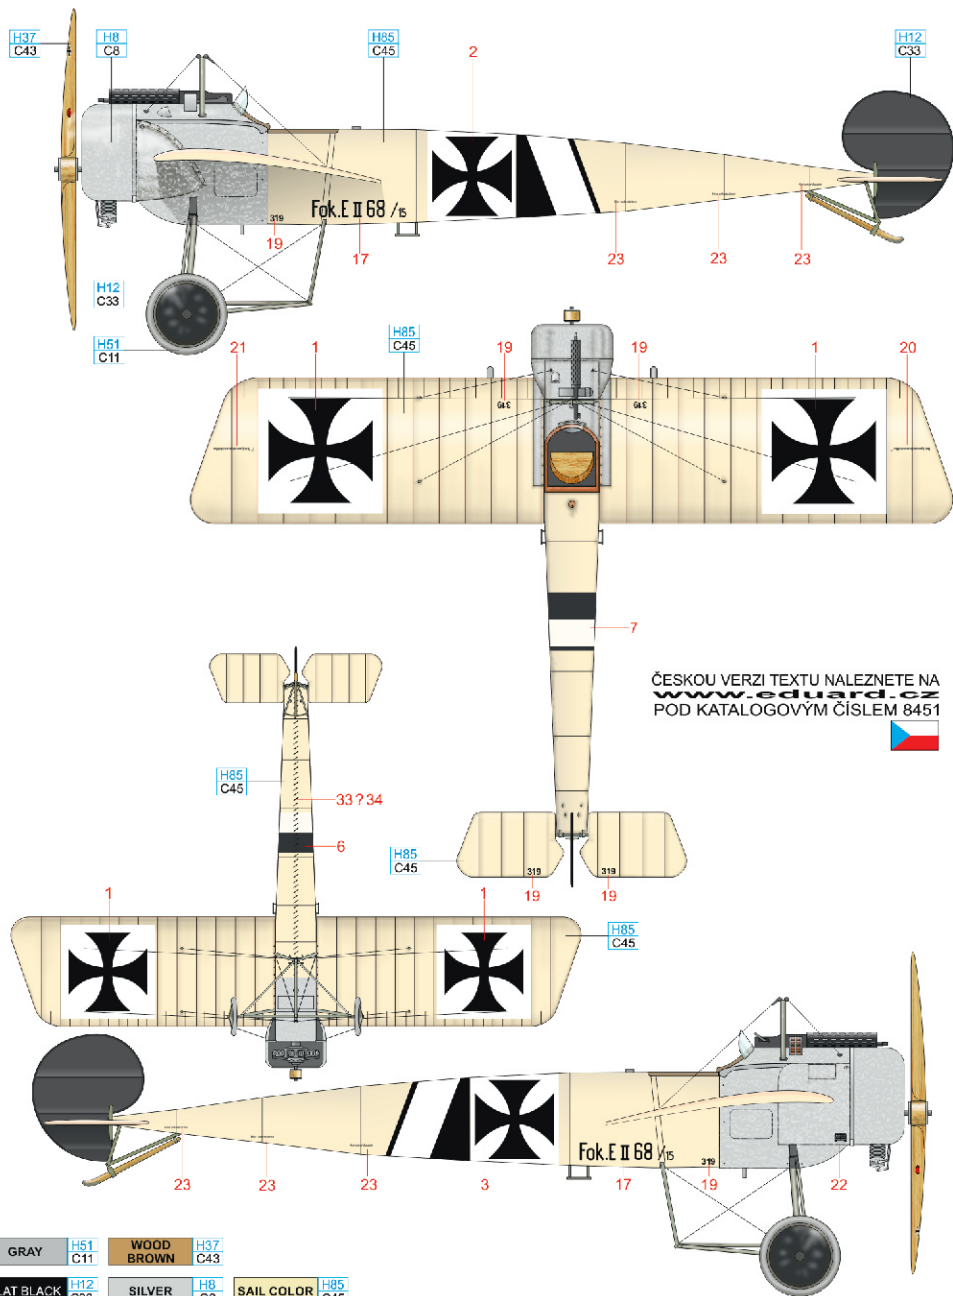 H37
C43
H8
C8
H85
C45
2
H12
C33
319
Fok.E II 68 /15
19
17
23
23
23
H12
C33
H51
C11
21
1
H85
C45
19
19
1
20
319
319
7
ČESKOU VERZI TEXTU NALEZNETE NA
www.eduard.cz
POD KATALOGOVÝM ČÍSLEM 8451
H85
C45
33 ? 34
6
H85
C45
319
319
19
19
1
1
H85
C45
Fok.E II 68 /15
319
23
23
23
3
17
19
22
GRAY
H51
C11
WOOD
BROWN
H37
C43
BLACK
H12
SILVER
H8
SAIL COLOR
H85